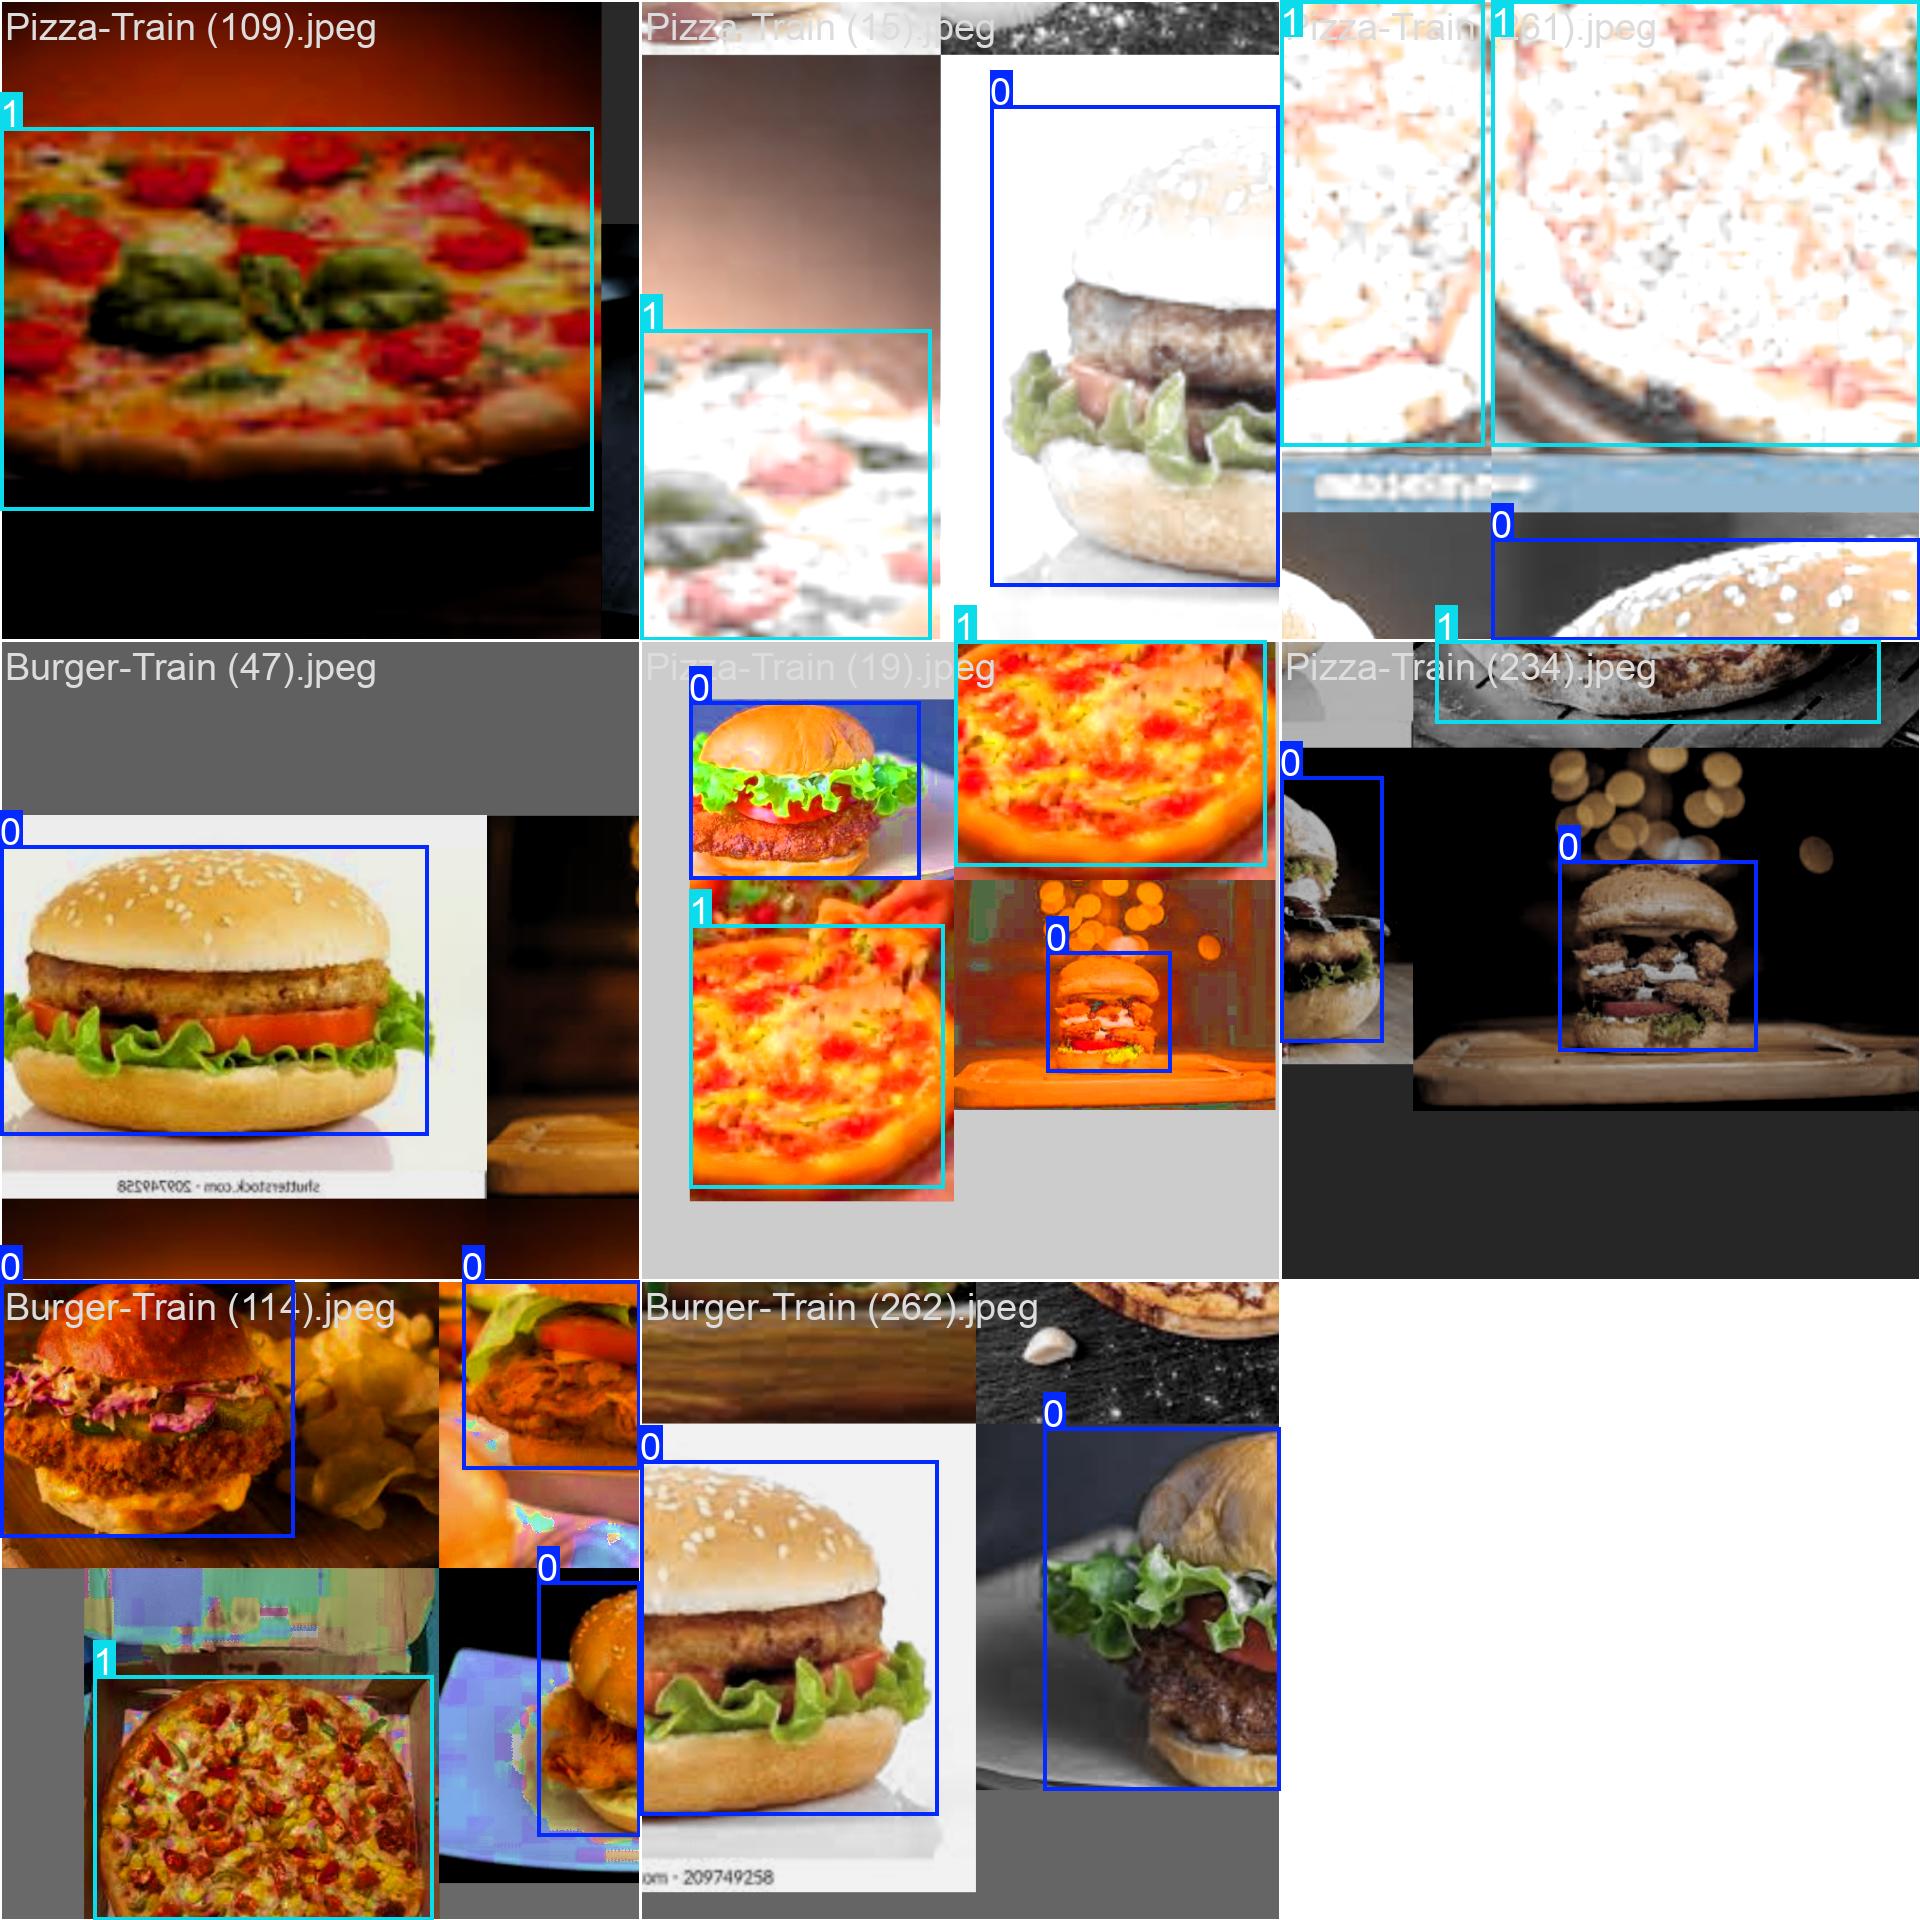 Pizza-Train (109).jpeg
Pizza-Train (15).jpeg
Pizza-Train (261).jpeg
1
1
1
0
1
0
1
1
Burger-Train (47).jpeg
Pizza-Train (19).jpeg
Pizza-Train (234).jpeg
0
0
0
0
1
0
shutterstock.com · 209749258
0
0
Burger-Train (114).jpeg
Burger-Train (262).jpeg
0
0
0
1
om · 209749258